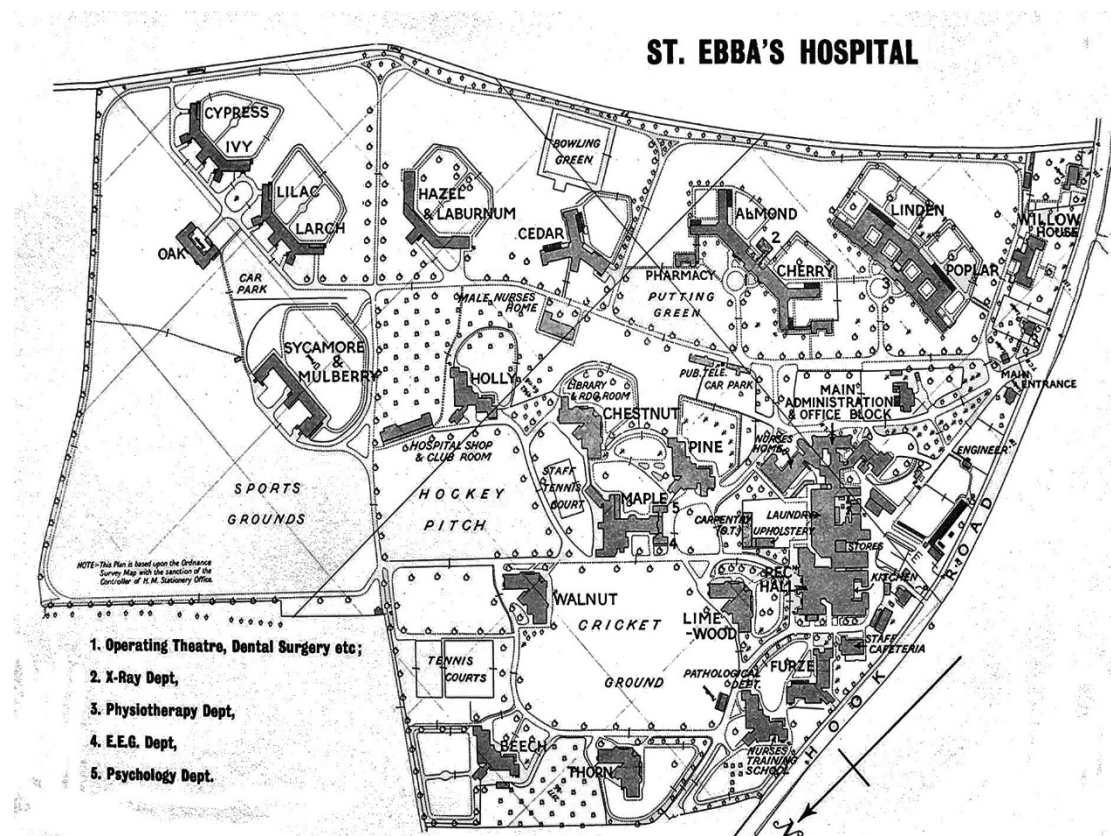 ST. EBBA'S HOSPITAL
CYPRESS
IVY
LILAC
LARCH
OAK
CAR
PARK
HAZEL
& LABURNUM
BOWLING
GREEN
CEDAR
ALMOND
2
CHERRY
PHARMACY
PUTTING
GREEN
LINDEN
POPLAR
3
WILLOW
HOUSE
MALE NURSES
HOME
SYCAMORE
&
MULBERRY
HOLLY
LIBRARY
& RDG ROOM
PUB. TELE.
CAR PARK
MAIN
ADMINISTRATION
& OFFICE BLOCK
MAIN
ENTRANCE
CHESTNUT
PINE
NURSES
HOME
ENGINEER
HOSPITAL SHOP
& CLUB ROOM
STAFF
TENNIS
COURT
MAPLE
5
4
CARPENTRY
(O.T.)
LAUNDRY
UPHOLSTERY
STORES
SPORTS
GROUNDS
HOCKEY
PITCH
REC
HALL
KITCHEN
NOTE:-This Plan is based upon the Ordnance
Survey Map with the sanction of the
Controller of H.M. Stationery Office.
WALNUT
CRICKET
GROUND
LIME
-WOOD
STAFF
CAFETERIA
HOOK ROAD
TENNIS
COURTS
PATHOLOGICAL
DEPT.
FURZE
BEECH
THORN
NURSES
TRAINING
SCHOOL
N
1. Operating Theatre, Dental Surgery etc;
2. X-Ray Dept,
3. Physiotherapy Dept,
4. E.E.G. Dept,
5. Psychology Dept.